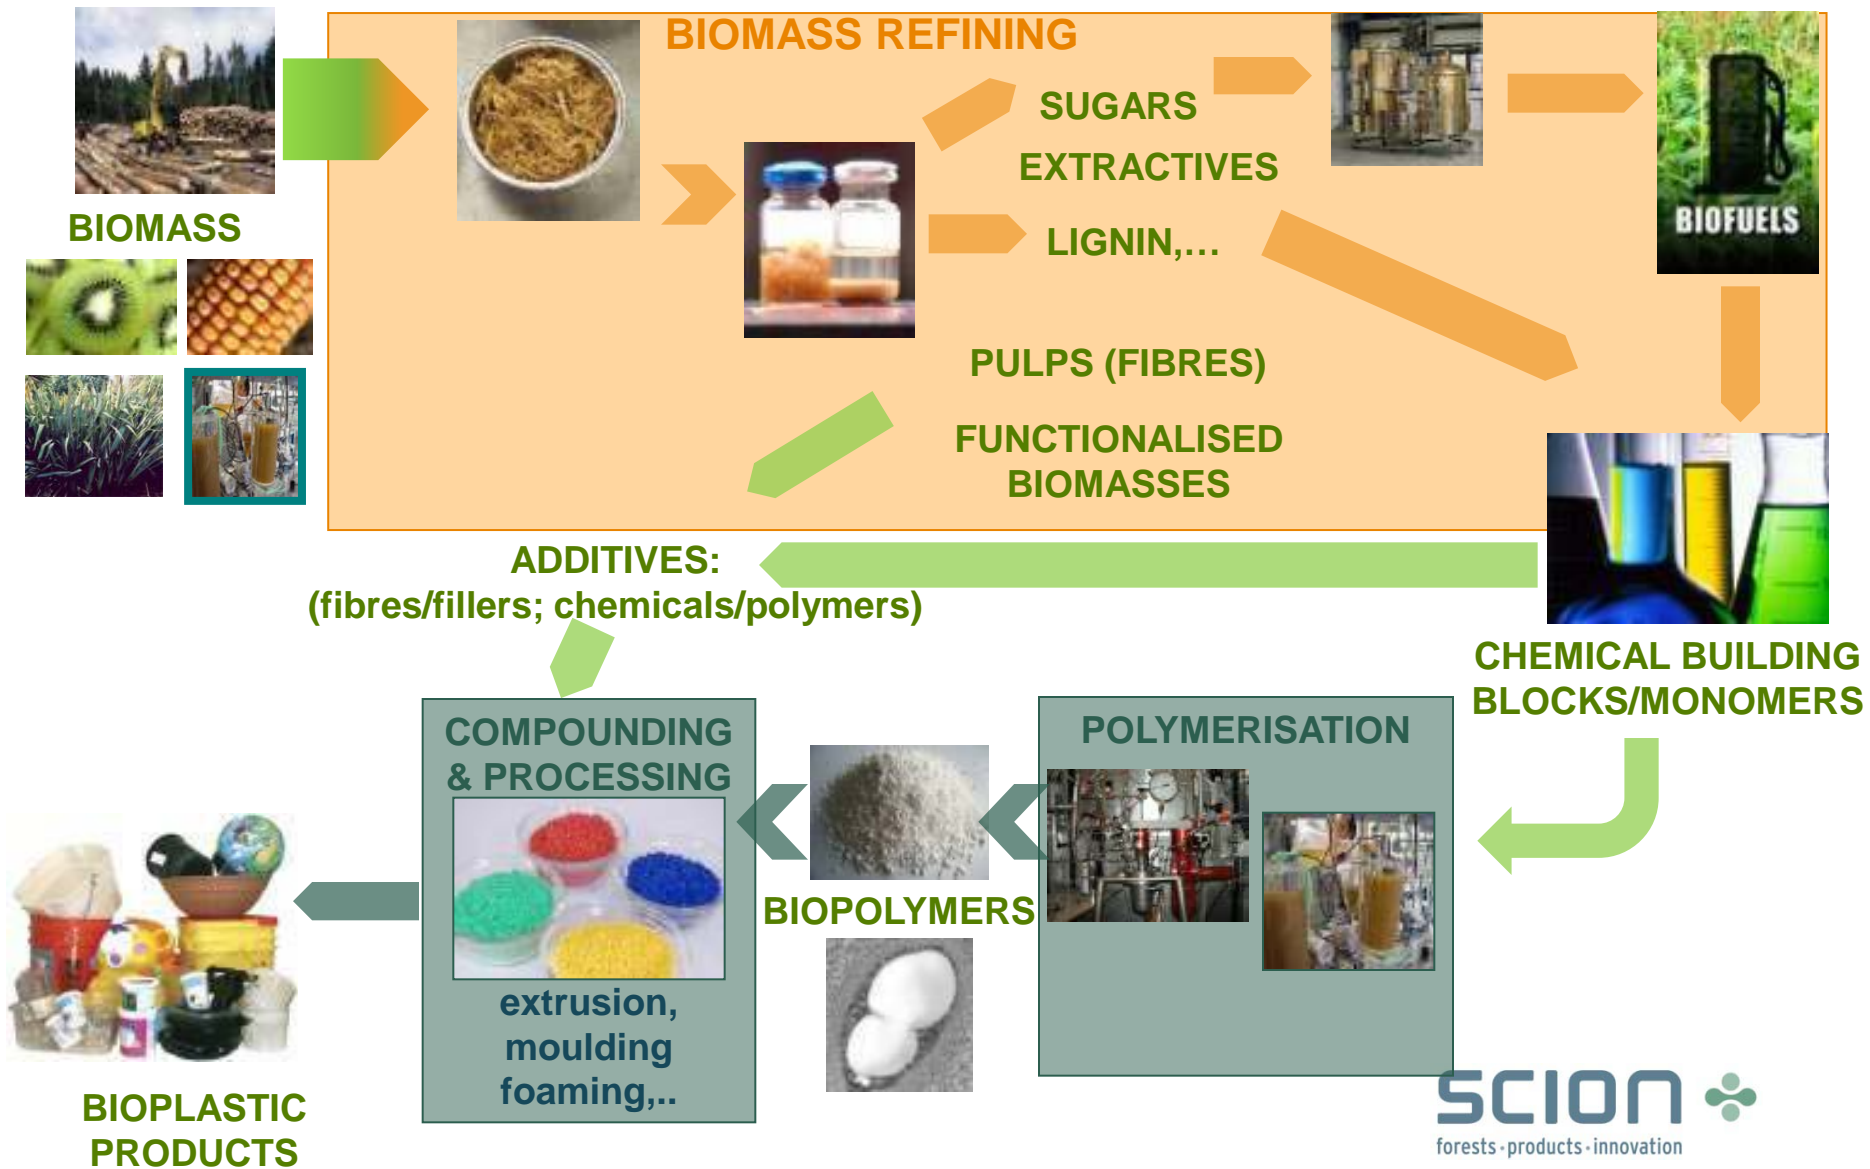 BIOMASS REFINING
SUGARS
EXTRACTIVES
LIGNIN,...
BIOFUELS
BIOMASS
PULPS (FIBRES)
FUNCTIONALISED
BIOMASSES
ADDITIVES:
(fibres/fillers; chemicals/polymers)
CHEMICAL BUILDING
BLOCKS/MONOMERS
COMPOUNDING
& PROCESSING
POLYMERISATION
BIOPOLYMERS
extrusion,
moulding
foaming,..
BIOPLASTIC
PRODUCTS
SCION
forests·products·innovation